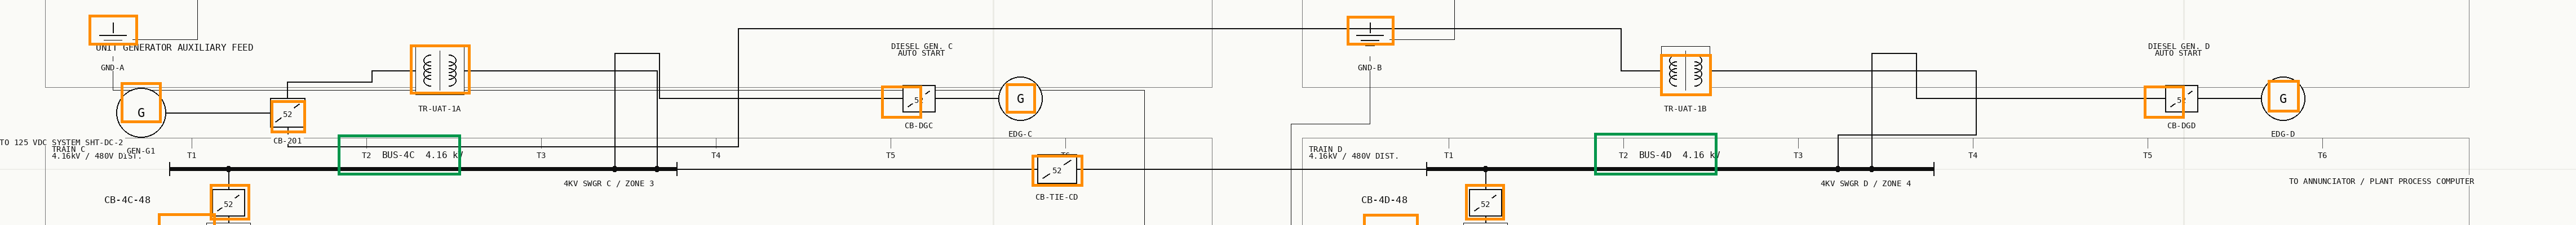 UNIT GENERATOR AUXILIARY FEED
GND-A
G
GEN-G1
52
CB-201
TR-UAT-1A
DIESEL GEN. C
AUTO START
52
CB-DGC
G
EDG-C
GND-B
TR-UAT-1B
DIESEL GEN. D
AUTO START
52
CB-DGD
G
EDG-D
TO 125 VDC SYSTEM SHT-DC-2
TRAIN C
4.16kV / 480V DIST.
T1
T2
BUS-4C 4.16 kV
T3
T4
T5
T6
4KV SWGR C / ZONE 3
52
CB-TIE-CD
CB-4C-48
52
TRAIN D
4.16kV / 480V DIST.
T1
T2
BUS-4D 4.16 kV
T3
T4
T5
T6
4KV SWGR D / ZONE 4
TO ANNUNCIATOR / PLANT PROCESS COMPUTER
CB-4D-48
52